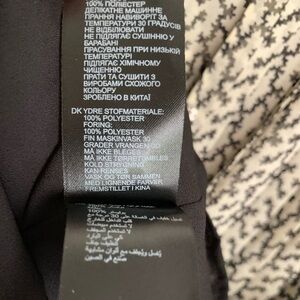 100% ПОЛІЕСТЕР
ДЕЛІКАТНЕ МАШИННЕ
ПРАННЯ НАВИВОРІТ ЗА
ТЕМПЕРАТУРИ 30 ГРАДУСІВ
НЕ ВІДБІЛЮВАТИ
НЕ ПІДЛЯГАЄ СУШІННЮ У
БАРАБАНІ
ПРАСУВАННЯ ПРИ НИЗЬКІЙ
ТЕМПЕРАТУРІ
ПІДЛЯГАЄ ХІМІЧНОМУ
ЧИЩЕННЮ
ПРАТИ ТА СУШИТИ З
ВИРОБАМИ СХОЖОГО
КОЛЬОРУ
ЗРОБЛЕНО В КИТАЇ
DK YDRE STOFMATERIALE:
100% POLYESTER
FORING:
100% POLYESTER
FIN MASKINVASK 30
GRADER VRANGEN UD
MÅ IKKE BLEGES
MÅ IKKE TØRRETUMBLES
KOLD STRYGNING
KAN RENSES
VASK OG TØR SAMMEN
MED LIGNENDE FARVER
FREMSTILLET I KINA
صنع في الصين